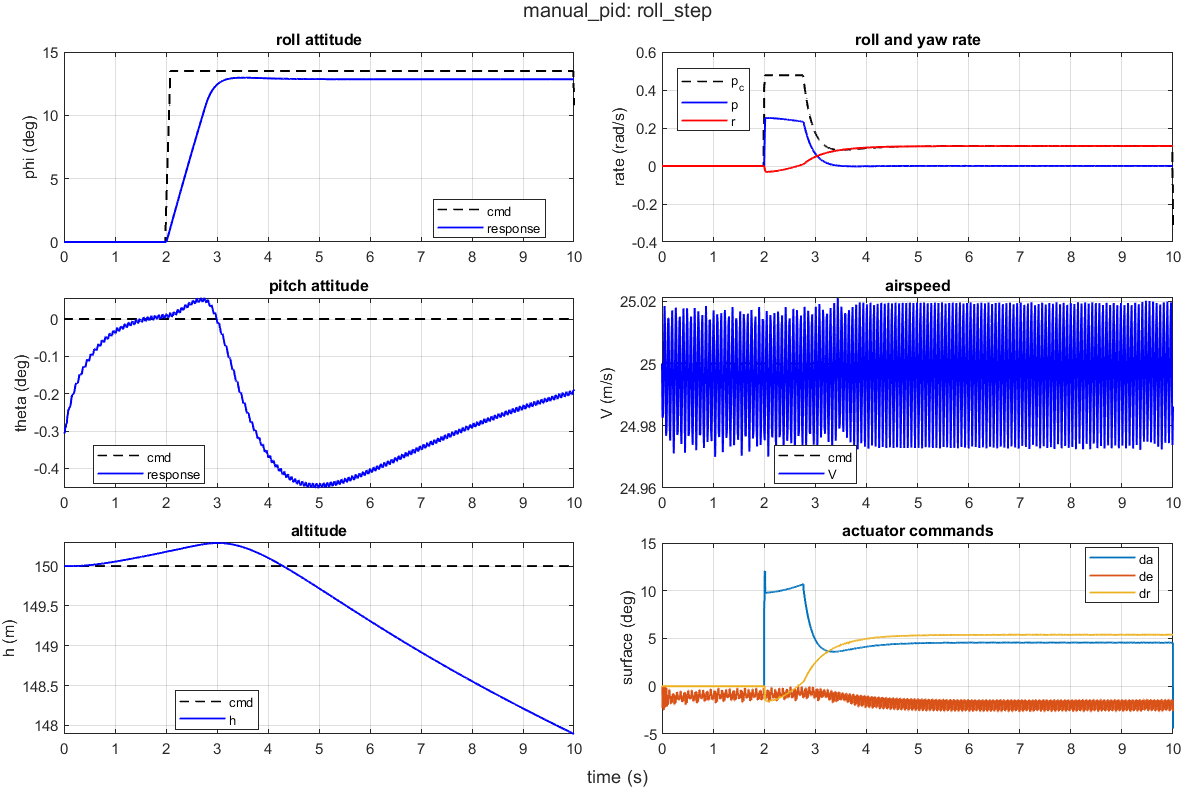 manual_pid: roll_step
roll attitude
15
10
5
0
phi (deg)
cmd
response
0 1 2 3 4 5 6 7 8 9 10
roll and yaw rate
0.6
0.4
0.2
0
-0.2
-0.4
rate (rad/s)
p_c
p
r
0 1 2 3 4 5 6 7 8 9 10
pitch attitude
0
-0.1
-0.2
-0.3
-0.4
theta (deg)
cmd
response
0 1 2 3 4 5 6 7 8 9 10
airspeed
25.02
25
24.98
24.96
V (m/s)
cmd
V
0 1 2 3 4 5 6 7 8 9 10
altitude
150
149.5
149
148.5
148
h (m)
cmd
h
0 1 2 3 4 5 6 7 8 9 10
actuator commands
15
10
5
0
-5
surface (deg)
da
de
dr
0 1 2 3 4 5 6 7 8 9 10
time (s)